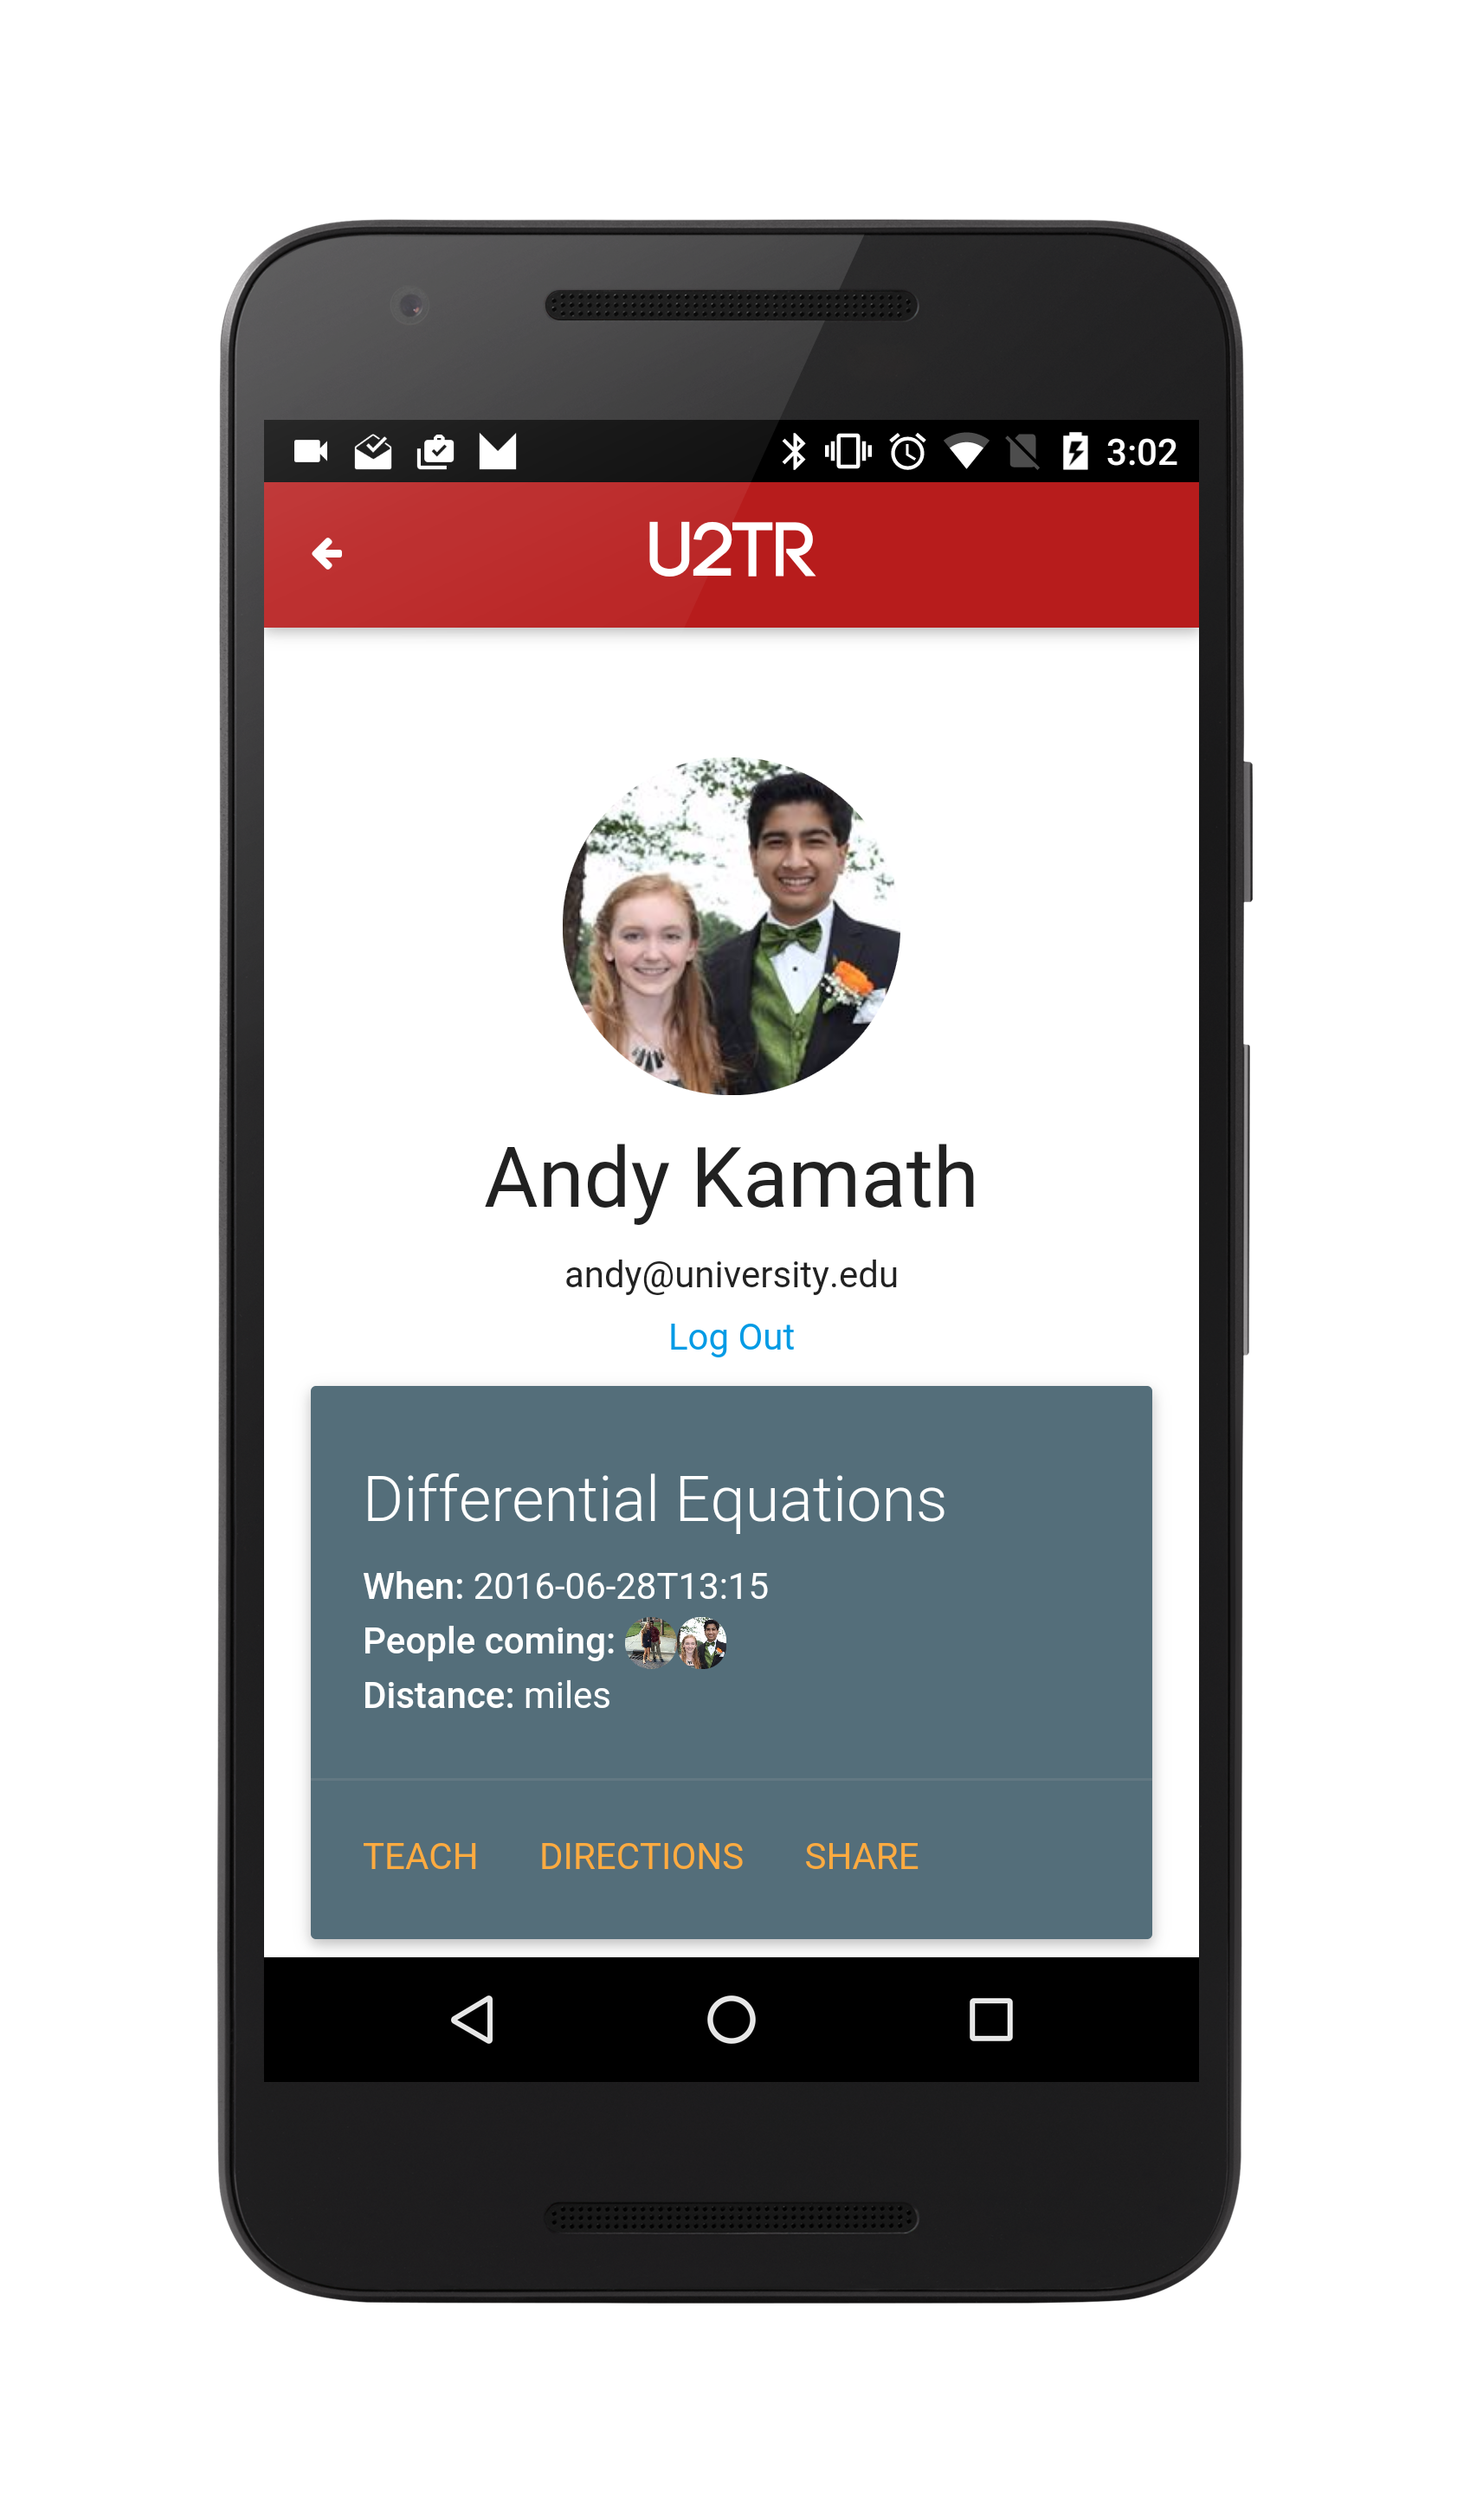 3:02
U2TR
Andy Kamath
andy@university.edu
Log Out
Differential Equations
When: 2016-06-28T13:15
People coming:
Distance: miles
TEACH DIRECTIONS SHARE